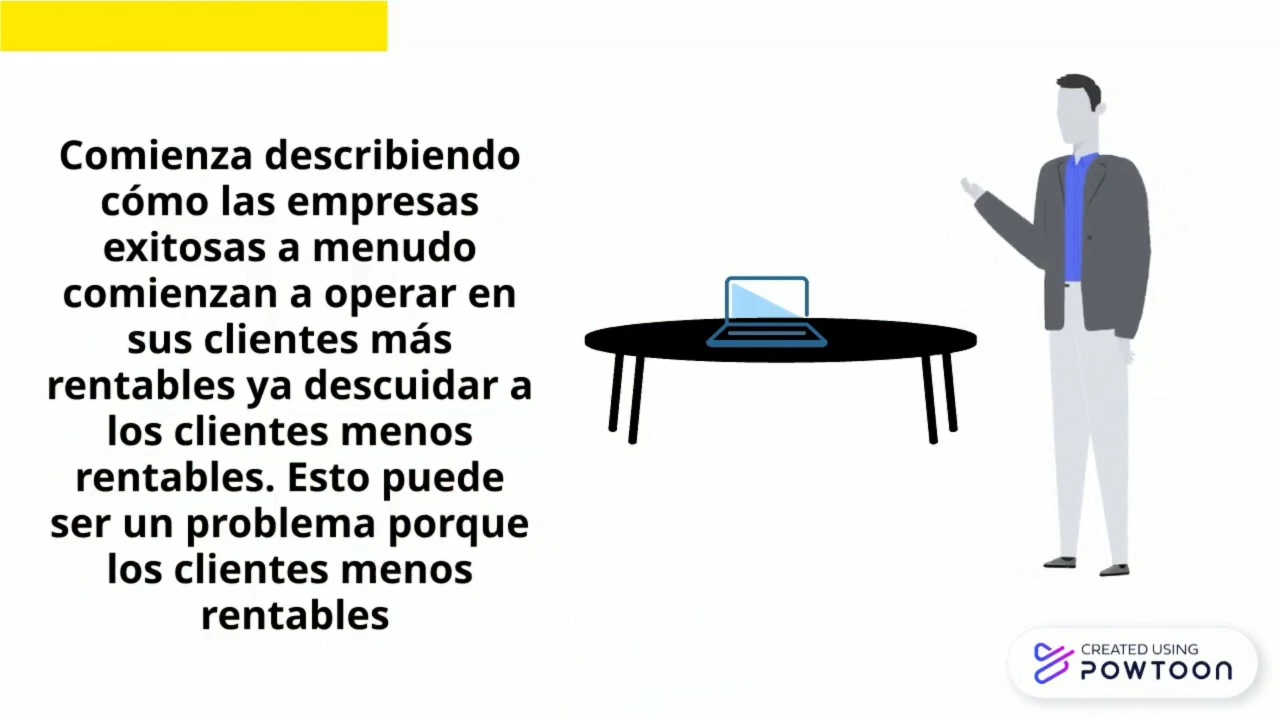 Comienza describiendo
cómo las empresas
exitosas a menudo
comienzan a operar en
sus clientes más
rentables ya descuidar a
los clientes menos
rentables. Esto puede
ser un problema porque
los clientes menos
rentables
CREATED USING
POWTOON